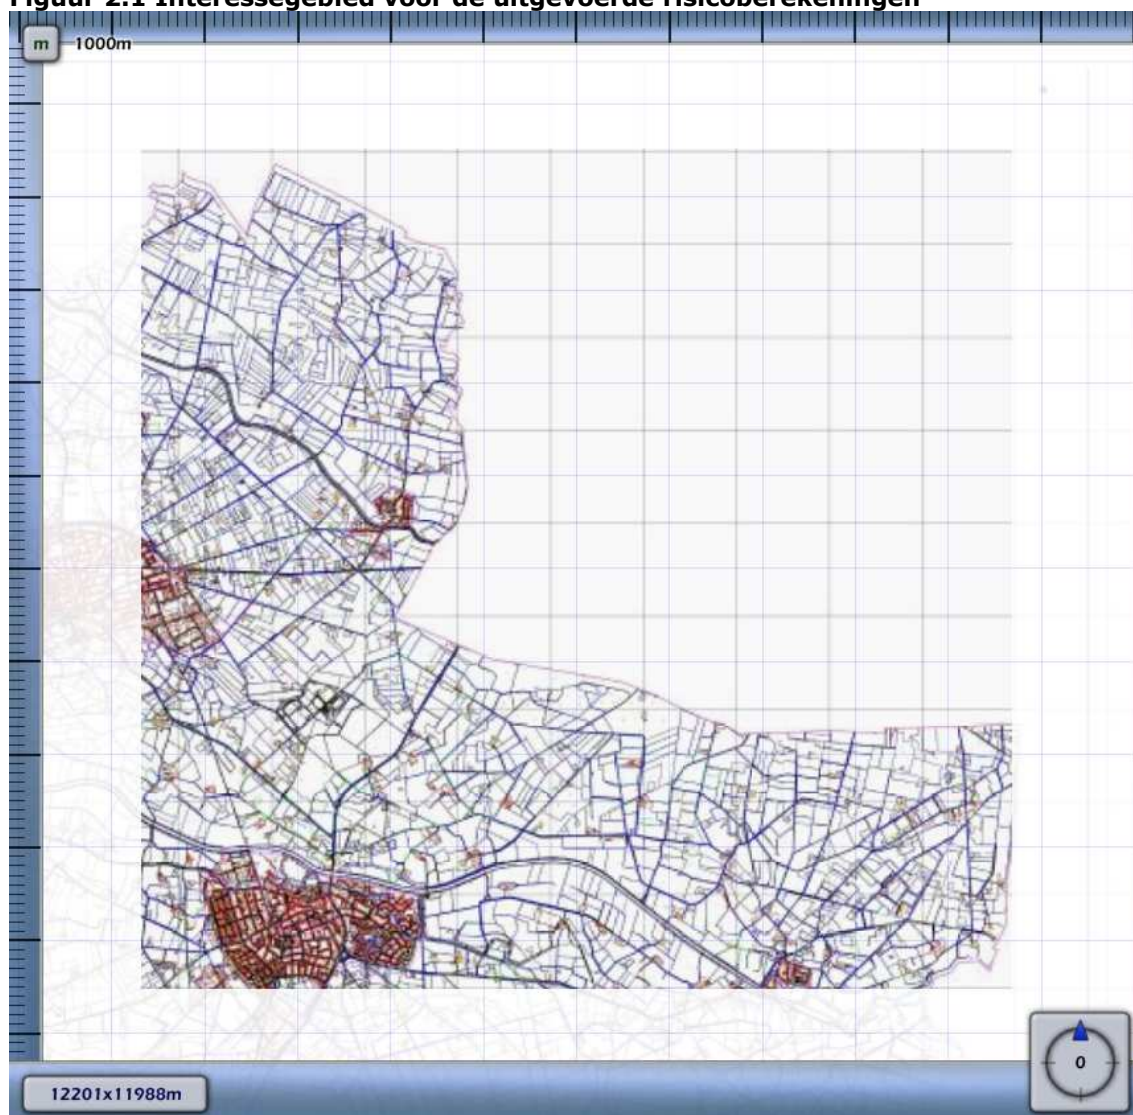 Figuur 2.1 Interessegebied voor de uitgevoerde risicoberekeningen
m 1000m
0
12201x11988m